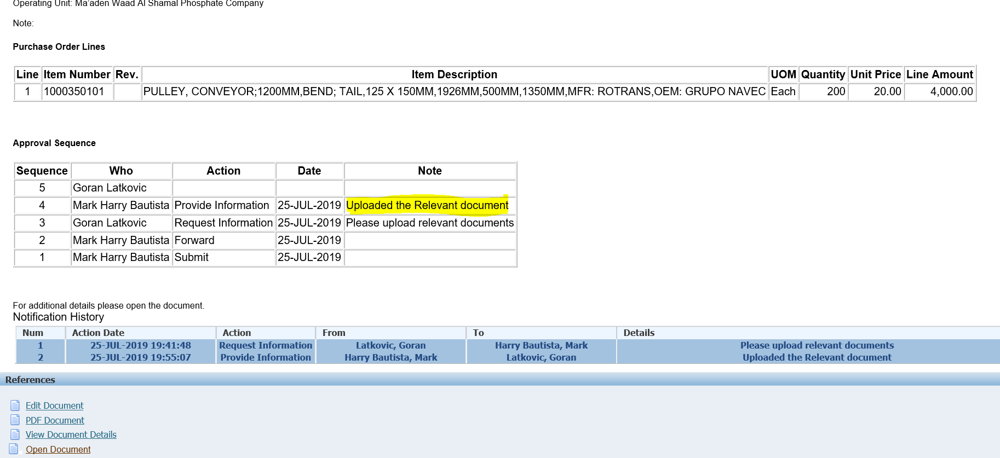 Operating Unit: Ma'aden Waad Al Shamal Phosphate Company
Note:
Purchase Order Lines
Line Item Number Rev. Item Description UOM Quantity Unit Price Line Amount
1 1000350101 PULLEY, CONVEYOR;1200MM,BEND; TAIL,125 X 150MM,1926MM,500MM,1350MM,MFR: ROTRANS,OEM: GRUPO NAVEC Each 200 20.00 4,000.00
Approval Sequence
Sequence Who Action Date Note
5 Goran Latkovic
4 Mark Harry Bautista Provide Information 25-JUL-2019 Uploaded the Relevant document
3 Goran Latkovic Request Information 25-JUL-2019 Please upload relevant documents
2 Mark Harry Bautista Forward 25-JUL-2019
1 Mark Harry Bautista Submit 25-JUL-2019
For additional details please open the document.
Notification History
Num Action Date Action From To Details
1 25-JUL-2019 19:41:48 Request Information Latkovic, Goran Harry Bautista, Mark Please upload relevant documents
2 25-JUL-2019 19:55:07 Provide Information Harry Bautista, Mark Latkovic, Goran Uploaded the Relevant document
References
Edit Document
PDF Document
View Document Details
Open Document